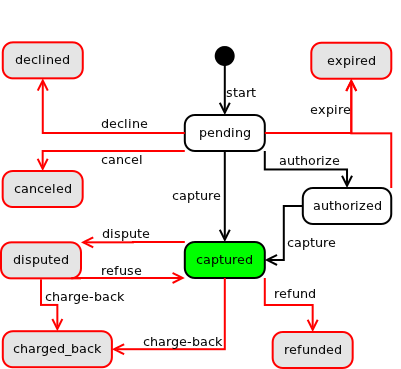 declined
expired
start
expire
decline
pending
cancel
authorize
canceled
capture
authorized
dispute
capture
disputed
captured
refuse
charge-back
refund
charge-back
charged_back
refunded